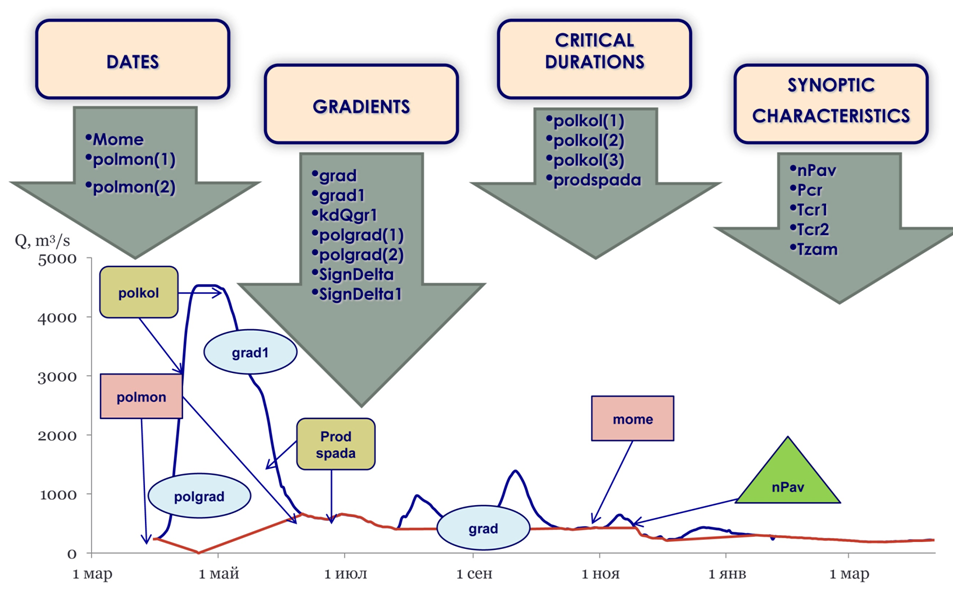 DATES
•Mome
•polmon(1)
•polmon(2)
GRADIENTS
•grad
•grad1
•kdQgr1
•polgrad(1)
•polgrad(2)
•SignDelta
•SignDelta1
CRITICAL
DURATIONS
•polkol(1)
•polkol(2)
•polkol(3)
•prodspada
SYNOPTIC
CHARACTERISTICS
•nPav
•Pcr
•Tcr1
•Tcr2
•Tzam
Q, m³/s
5000
4000
3000
2000
1000
0
polkol
grad1
polmon
Prod
spada
polgrad
mome
nPav
grad
1 мар
1 май
1 июл
1 сен
1 ноя
1 янв
1 мар